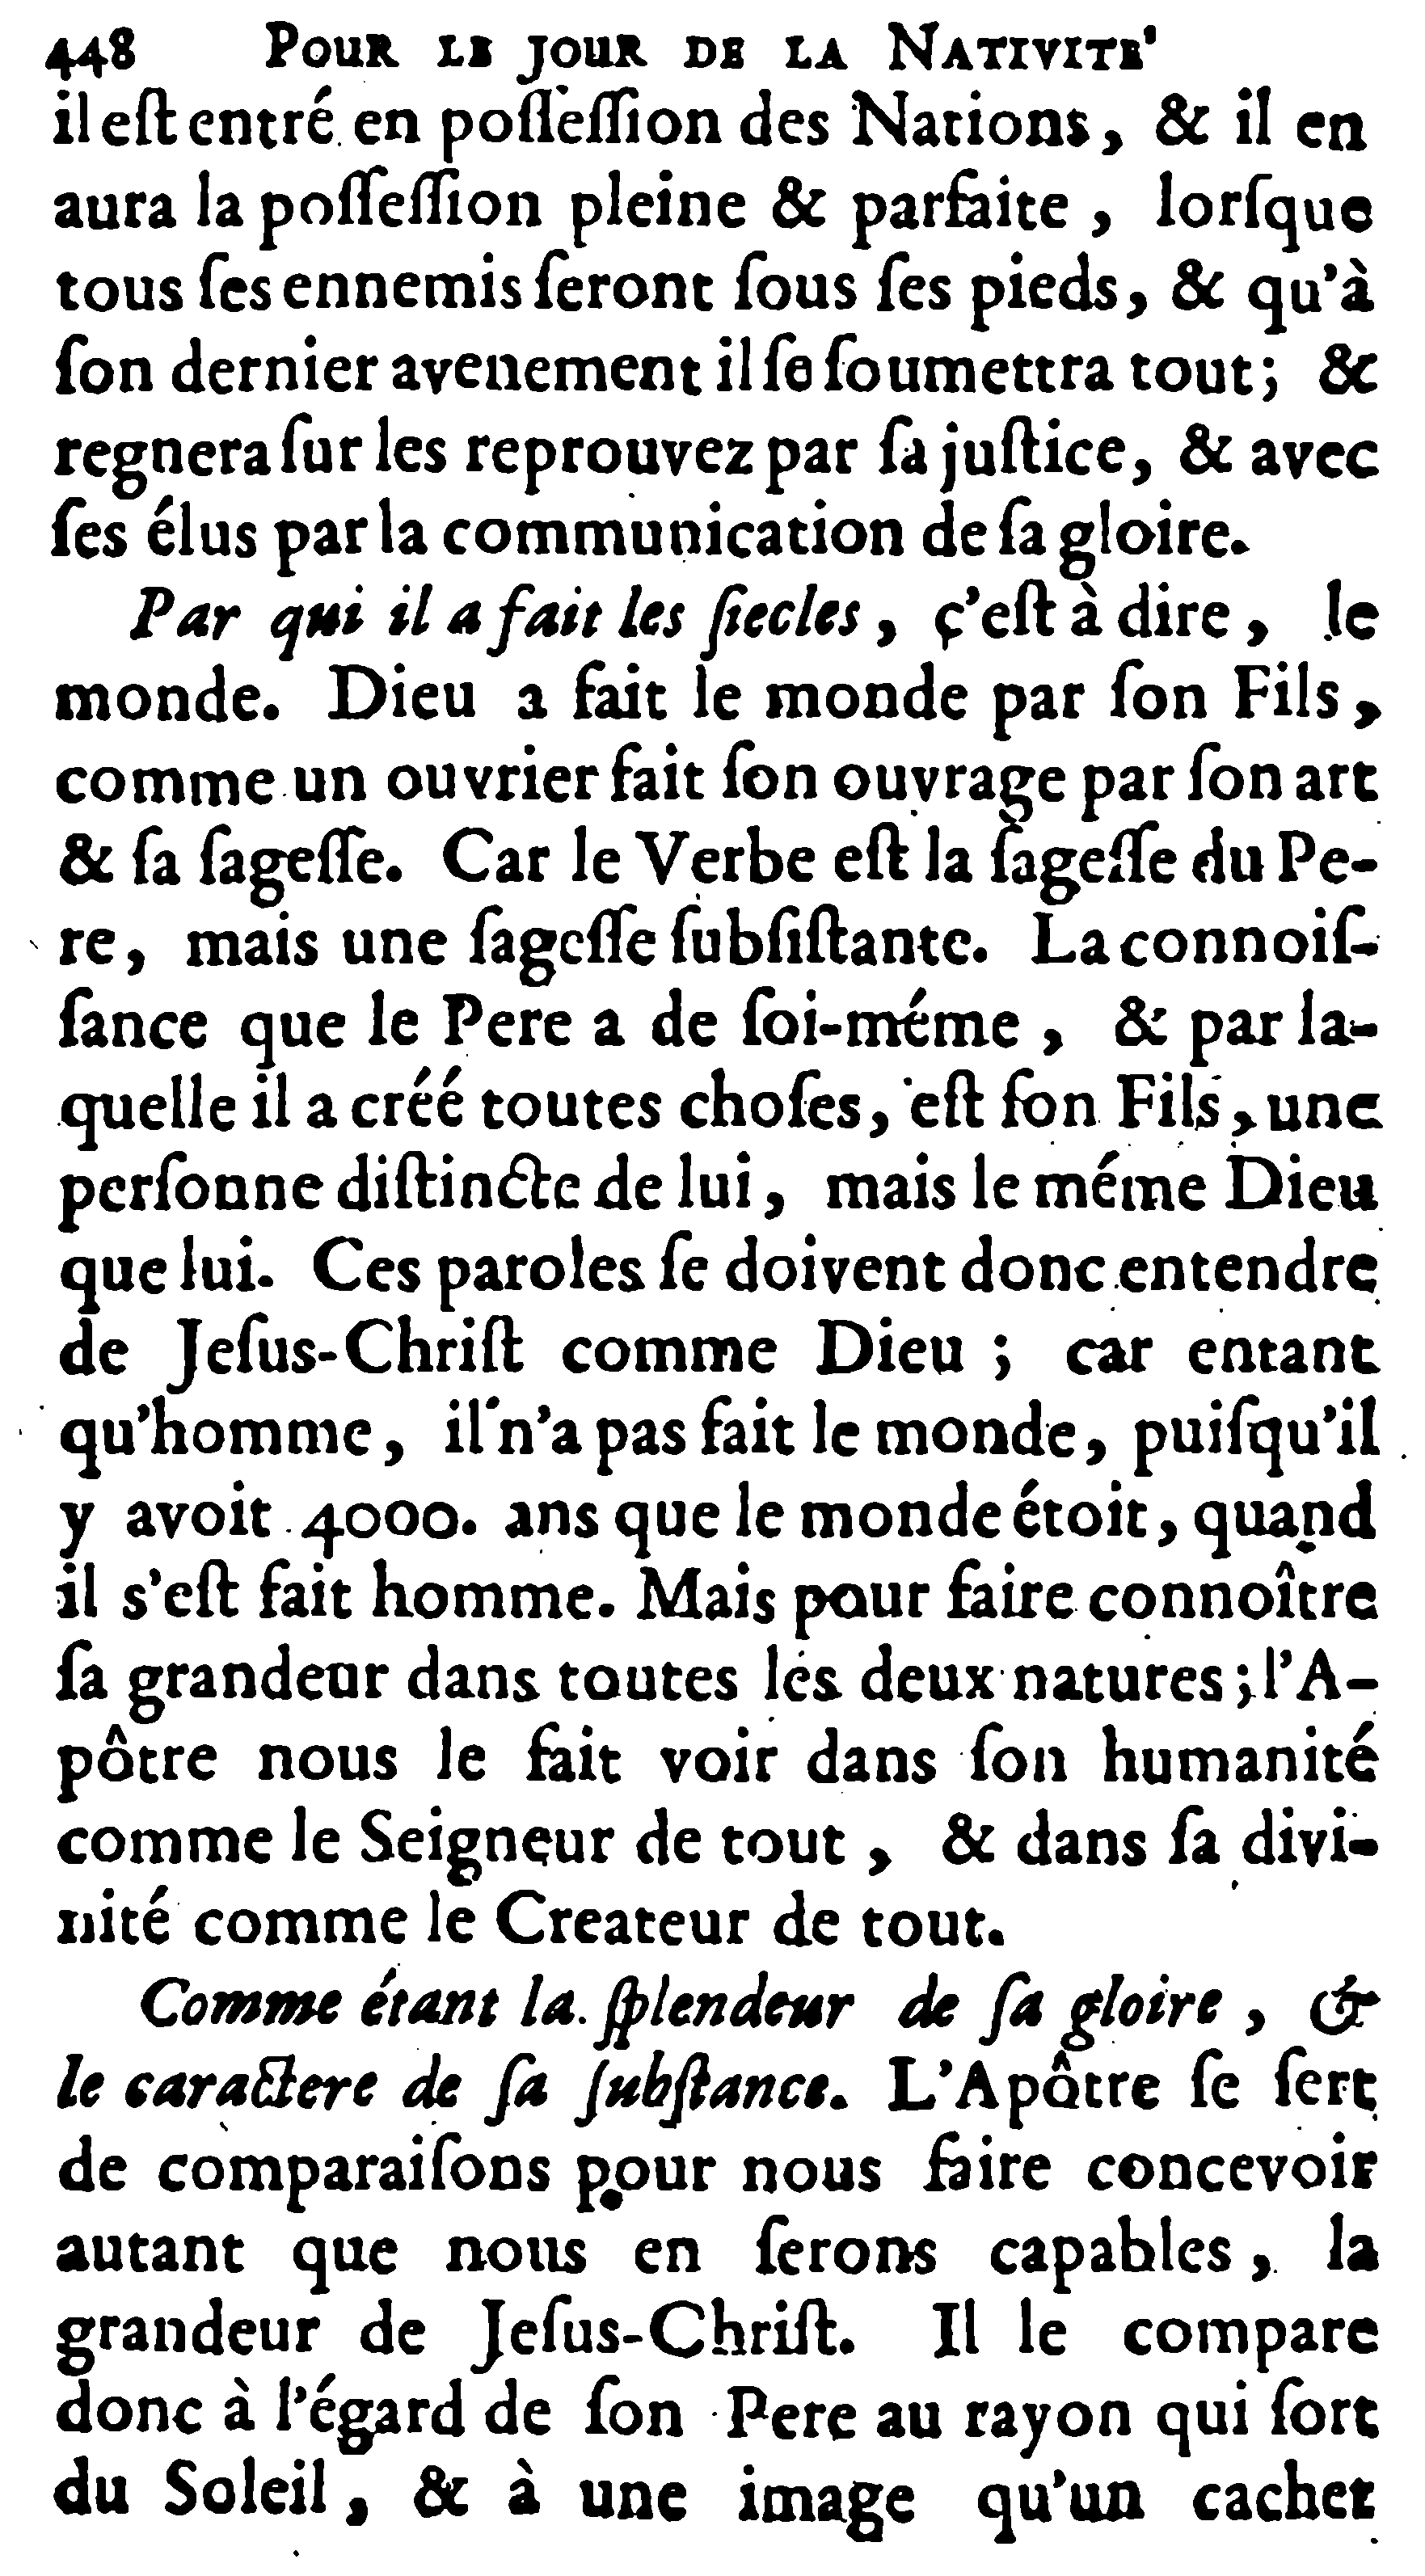 448 POUR LE JOUR DE LA NATIVITE'
il eſt entré en poſſeſſion des Nations, & il en
aura la poſſeſſion pleine & parfaite, lorſque
tous ſes ennemis ſeront ſous ſes pieds, & qu'à
ſon dernier avenement il ſe ſoumettra tout; &
regnera ſur les reprouvez par ſa juſtice, & avec
ſes élus par la communication de ſa gloire.
Par qui il a fait les ſiecles, ç'eſt à dire, le
monde. Dieu a fait le monde par ſon Fils,
comme un ouvrier fait ſon ouvrage par ſon art
& ſa ſageſſe. Car le Verbe eſt la ſageſſe du Pe-
re, mais une ſageſſe ſubſiſtante. La connoiſ-
ſance que le Pere a de ſoi-méme, & par la-
quelle il a créé toutes choſes, eſt ſon Fils, une
perſonne diſtincte de lui, mais le méme Dieu
que lui. Ces paroles ſe doivent donc entendre
de Jeſus-Chriſt comme Dieu; car entant
qu'homme, il n'a pas fait le monde, puiſqu'il
y avoit 4000. ans que le monde étoit, quand
il s'eſt fait homme. Mais pour faire connoître
ſa grandeur dans toutes les deux natures; l'A-
pôtre nous le fait voir dans ſon humanité
comme le Seigneur de tout, & dans ſa divi-
nité comme le Createur de tout.
Comme étant la ſplendeur de ſa gloire, &
le caractere de ſa ſubſtance. L'Apôtre ſe ſert
de comparaiſons pour nous faire concevoir
autant que nous en ſerons capables, la
grandeur de Jeſus-Chriſt. Il le compare
donc à l'égard de ſon Pere au rayon qui ſort
du Soleil, & à une image qu'un cachet